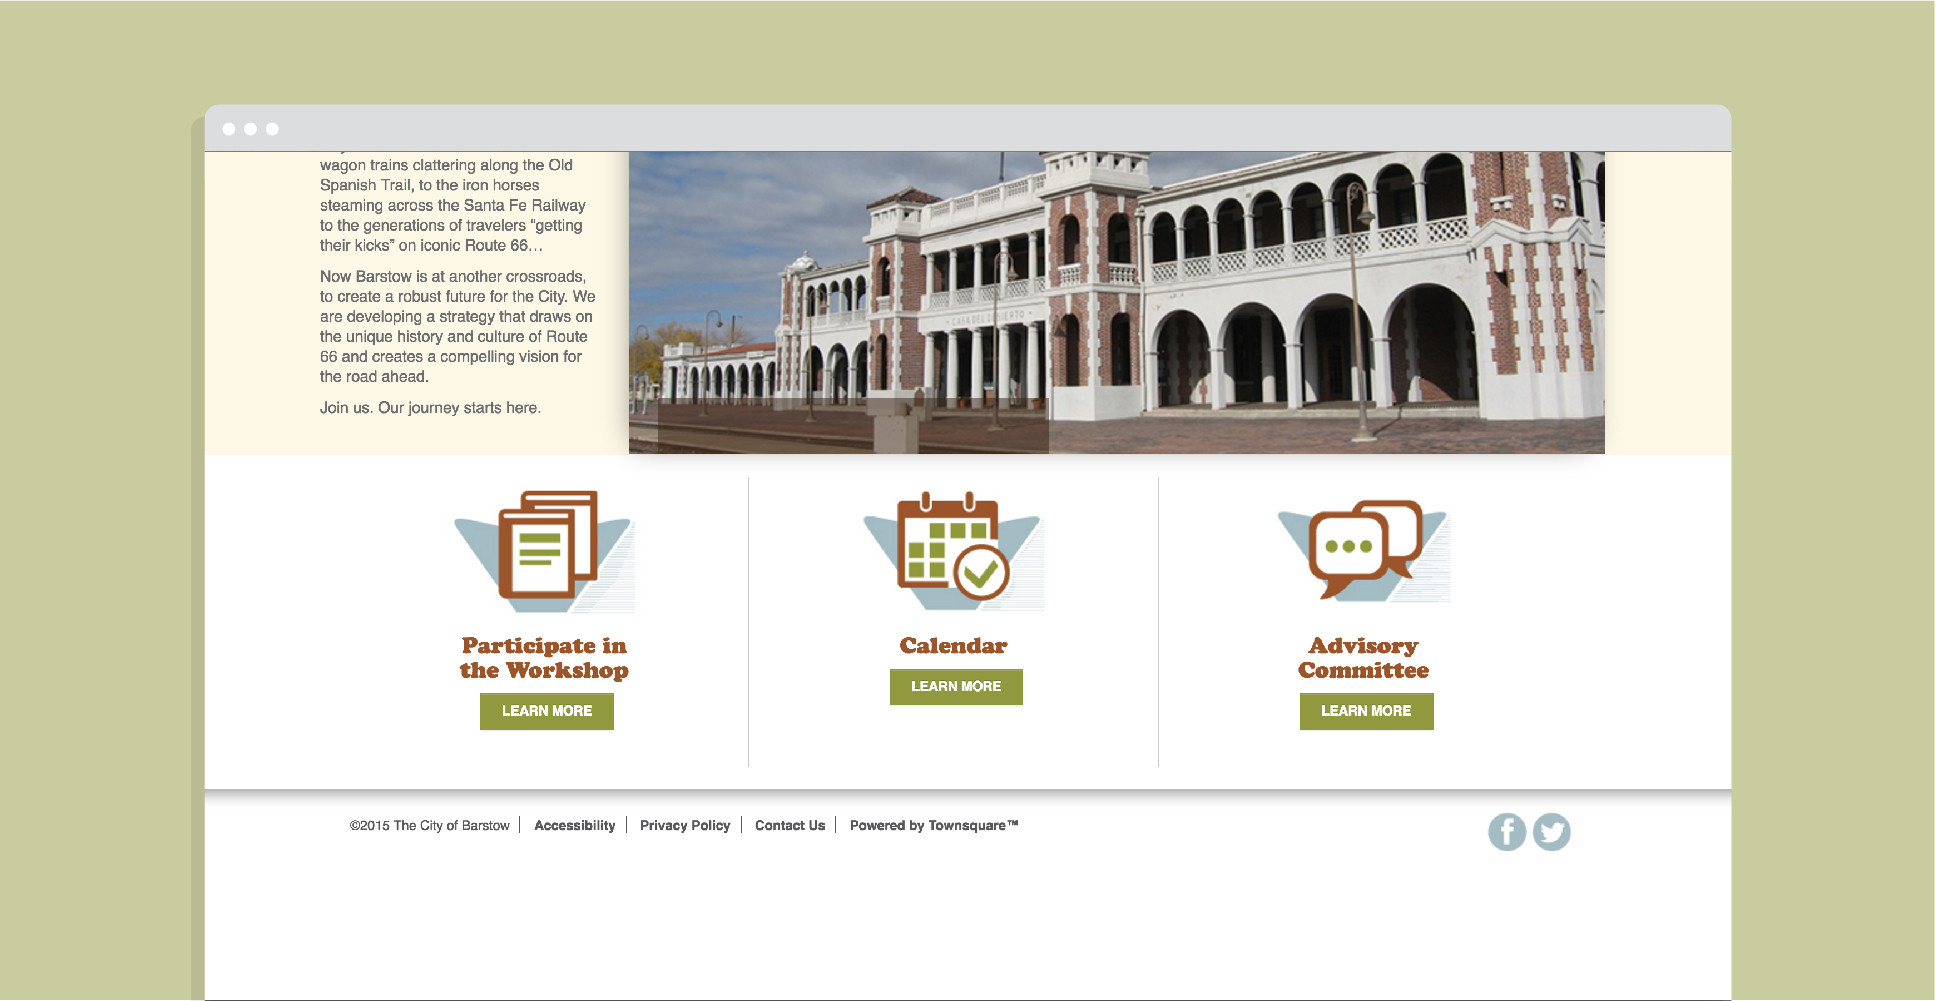 wagon trains clattering along the Old
Spanish Trail, to the iron horses
steaming across the Santa Fe Railway
to the generations of travelers “getting
their kicks” on iconic Route 66...
Now Barstow is at another crossroads,
to create a robust future for the City. We
are developing a strategy that draws on
the unique history and culture of Route
66 and creates a compelling vision for
the road ahead.
Join us. Our journey starts here.
CASA DEL DESIERTO
Participate in
the Workshop
LEARN MORE
Calendar
LEARN MORE
Advisory
Committee
LEARN MORE
©2015 The City of Barstow | Accessibility | Privacy Policy | Contact Us | Powered by Townsquare™